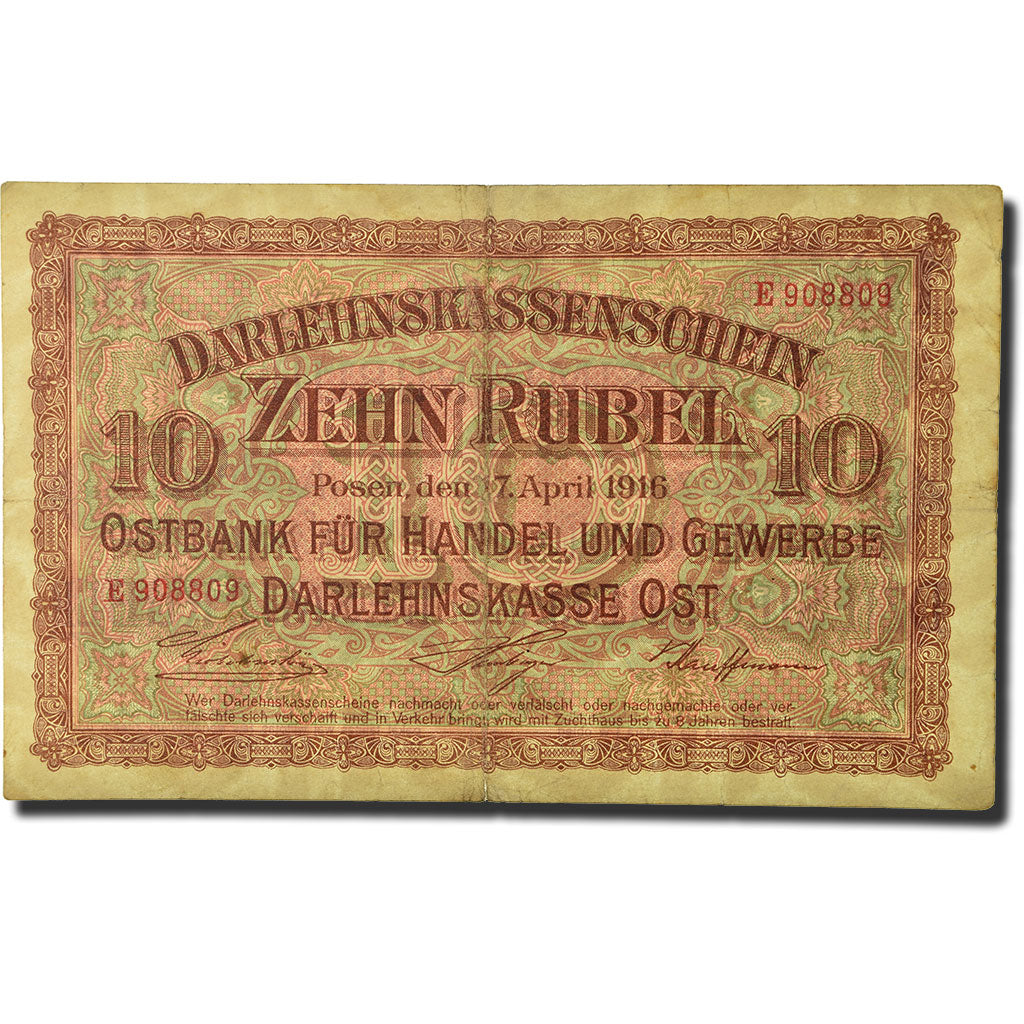 E 908809
DARLEHNSKASSENSCHEIN
ZEHN RUBEL
10 10
10
Posen, den 17. April 1916
OSTBANK FÜR HANDEL UND GEWERBE
E 908809 DARLEHNSKASSE OST
Kauffmann
Wer Darlehnskassenscheine nachmacht oder verfälscht oder nachgemachte oder ver-
fälschte sich verschafft und in Verkehr bringt, wird mit Zuchthaus bis zu 8 Jahren bestraft.